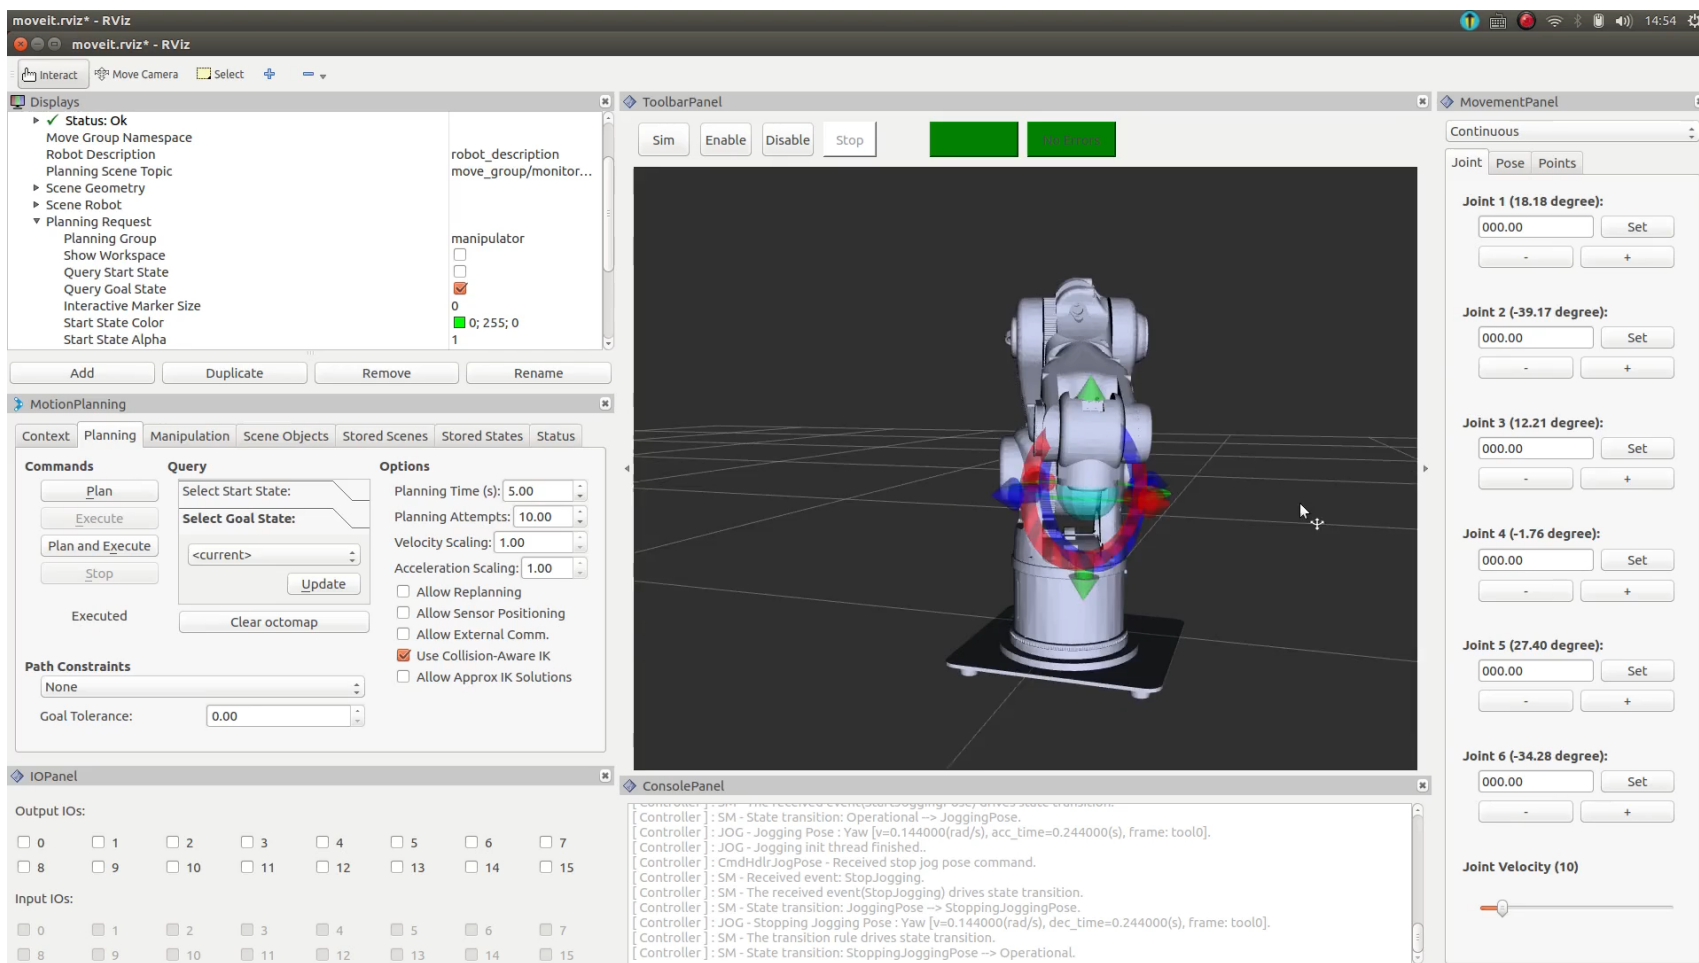 moveit.rviz* - RViz
14:54
moveit.rviz* - RViz
Interact Move Camera Select
Displays
Status: Ok
Move Group Namespace
Robot Description robot_description
Planning Scene Topic move_group/monitor...
Scene Geometry
Scene Robot
Planning Request
Planning Group manipulator
Show Workspace
Query Start State
Query Goal State
Interactive Marker Size 0
Start State Color 0; 255; 0
Start State Alpha 1
Add Duplicate Remove Rename
MotionPlanning
Context Planning Manipulation Scene Objects Stored Scenes Stored States Status
Commands Query Options
Plan Select Start State: Planning Time (s): 5.00
Execute Select Goal State: Planning Attempts: 10.00
Plan and Execute <current> Velocity Scaling: 1.00
Stop Update Acceleration Scaling: 1.00
Allow Replanning
Executed Clear octomap Allow Sensor Positioning
Allow External Comm.
Use Collision-Aware IK
Path Constraints Allow Approx IK Solutions
None
Goal Tolerance: 0.00
IOPanel
Output IOs:
0 1 2 3 4 5 6 7
8 9 10 11 12 13 14 15
Input IOs:
0 1 2 3 4 5 6 7
8 9 10 11 12 13 14 15
ToolbarPanel
Sim Enable Disable Stop
ConsolePanel
[ Controller ] : SM - The received event(StartJoggingPose) drives state transition.
[ Controller ] : SM - State transition: Operational --> JoggingPose.
[ Controller ] : JOG - Jogging Pose : Yaw [v=0.144000(rad/s), acc_time=0.244000(s), frame: tool0].
[ Controller ] : JOG - Jogging init thread finished..
[ Controller ] : CmdHdlrJogPose - Received stop jog pose command.
[ Controller ] : SM - Received event: StopJogging.
[ Controller ] : SM - The received event(StopJogging) drives state transition.
[ Controller ] : SM - State transition: JoggingPose --> StoppingJoggingPose.
[ Controller ] : JOG - Stopping Jogging Pose : Yaw [v=0.144000(rad/s), dec_time=0.244000(s), frame: tool0].
[ Controller ] : SM - The transition rule drives state transition.
[ Controller ] : SM - State transition: StoppingJoggingPose --> Operational.
MovementPanel
Continuous
Joint Pose Points
Joint 1 (18.18 degree):
000.00 Set
- +
Joint 2 (-39.17 degree):
000.00 Set
- +
Joint 3 (12.21 degree):
000.00 Set
- +
Joint 4 (-1.76 degree):
000.00 Set
- +
Joint 5 (27.40 degree):
000.00 Set
- +
Joint 6 (-34.28 degree):
000.00 Set
- +
Joint Velocity (10)